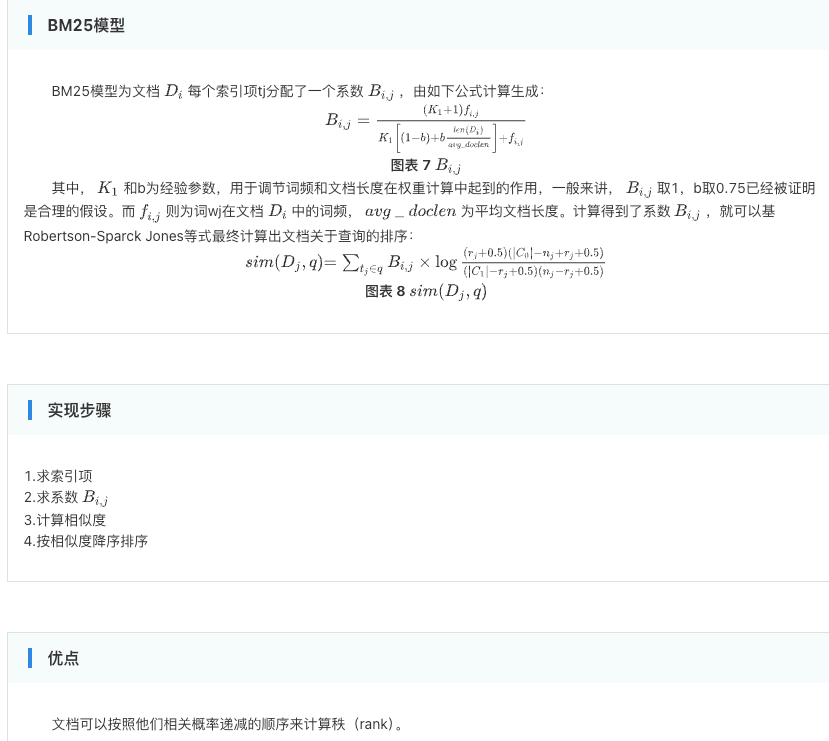 BM25模型
BM25模型为文档 D_i 每个索引项tj分配了一个系数 B_{i,j} ，由如下公式计算生成：
B_{i,j} = \frac{(K_1+1)f_{i,j}}{K_1\left[(1-b)+b\frac{len(D_i)}{avg\_doclen}\right]+f_{i,j}}
图表 7 B_{i,j}
其中， K_1 和b为经验参数，用于调节词频和文档长度在权重计算中起到的作用，一般来讲， B_{i,j} 取1，b取0.75已经被证明
是合理的假设。而 f_{i,j} 则为词wj在文档 D_i 中的词频， avg _ doclen 为平均文档长度。计算得到了系数 B_{i,j} ，就可以基
Robertson-Sparck Jones等式最终计算出文档关于查询的排序：
sim(D_j, q)= \sum_{t_j \in q} B_{i,j} \times \log \frac{(r_j+0.5)(|C_0|-n_j+r_j+0.5)}{(|C_1|-r_j+0.5)(n_j-r_j+0.5)}
图表 8 sim(D_j, q)
实现步骤
1.求索引项
2.求系数 B_{i,j}
3.计算相似度
4.按相似度降序排序
优点
文档可以按照他们相关概率递减的顺序来计算秩（rank)。